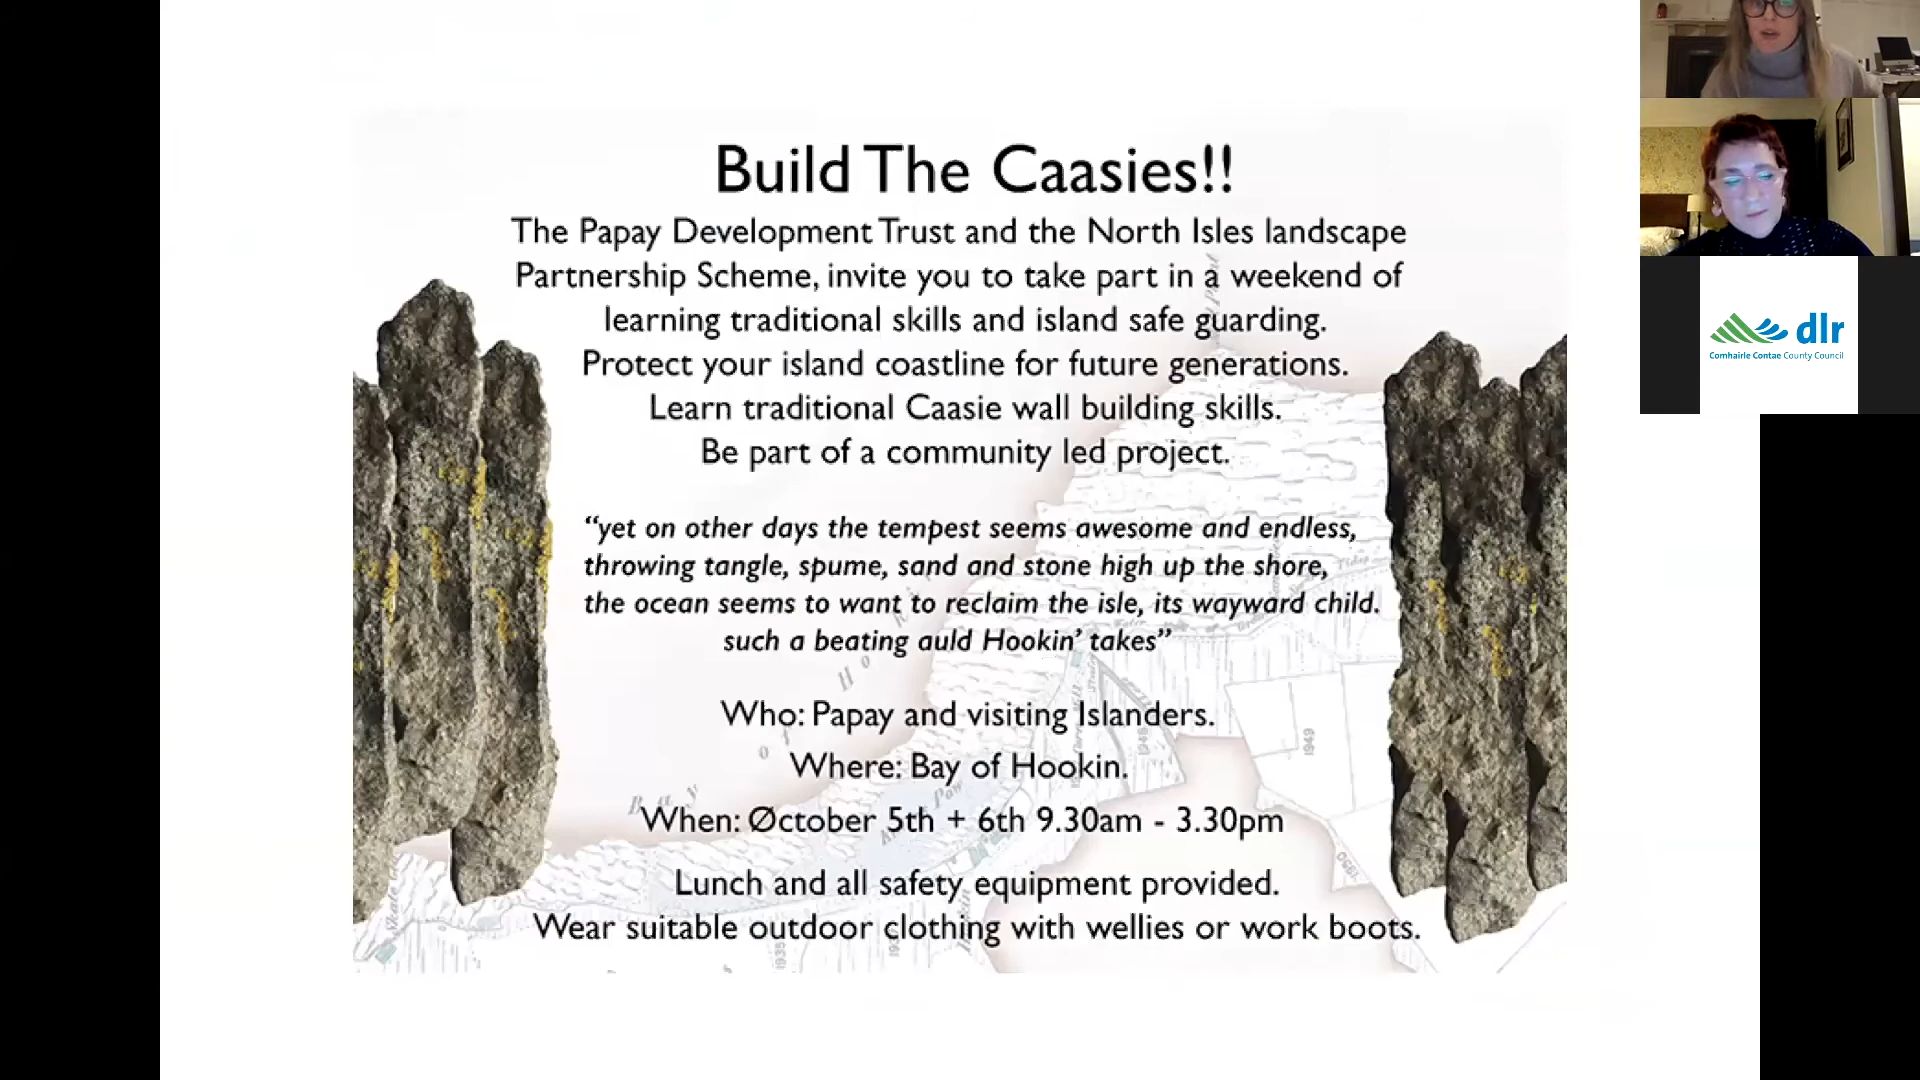 Build The Caasies!!
The Papay Development Trust and the North Isles landscape
Partnership Scheme, invite you to take part in a weekend of
learning traditional skills and island safe guarding.
Protect your island coastline for future generations.
Learn traditional Caasie wall building skills.
Be part of a community led project.
“yet on other days the tempest seems awesome and endless,
throwing tangle, spume, sand and stone high up the shore,
the ocean seems to want to reclaim the isle, its wayward child.
such a beating auld Hookin’ takes”
Who: Papay and visiting Islanders.
Where: Bay of Hookin.
When: Øctober 5th + 6th 9.30am - 3.30pm
Lunch and all safety equipment provided.
Wear suitable outdoor clothing with wellies or work boots.
1949
1935
dlr
Comhairle Contae County Council